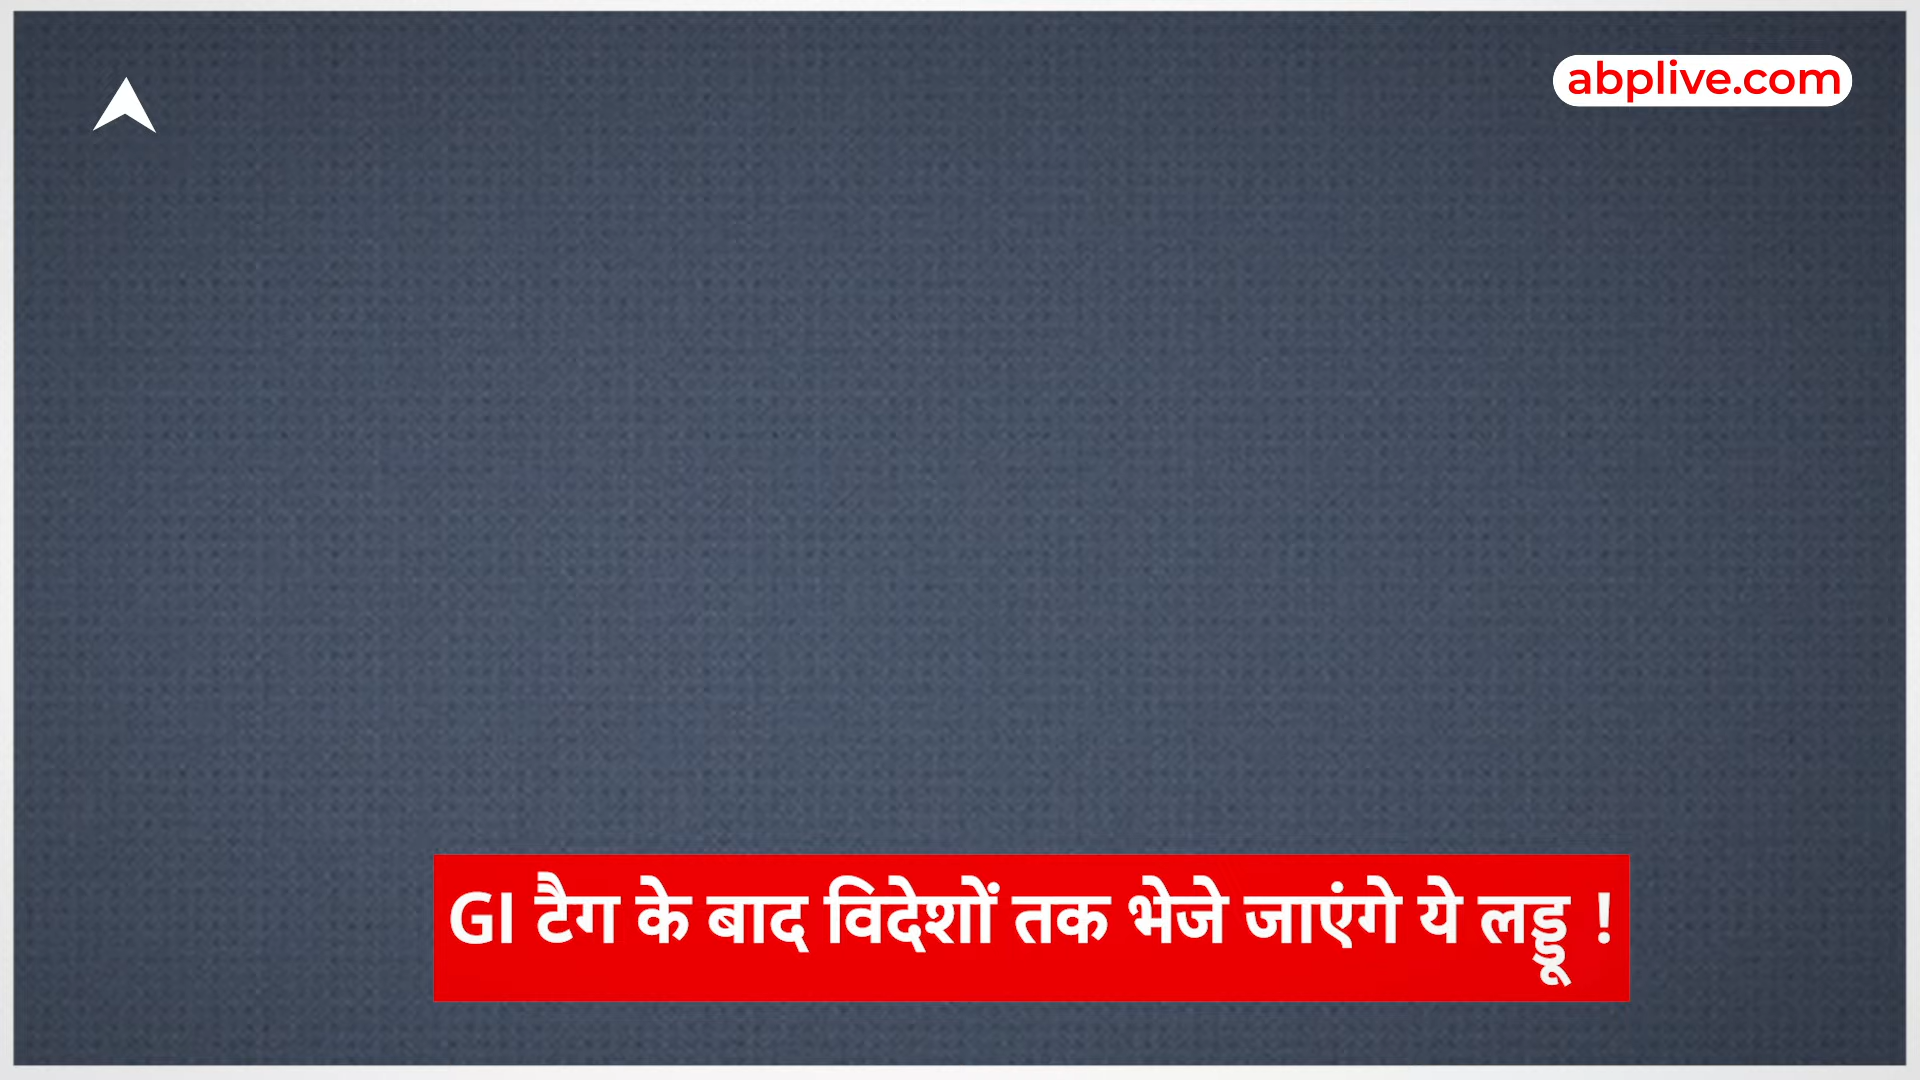 abplive.com
GI टैग के बाद विदेशों तक भेजे जाएंगे ये लड्डू !